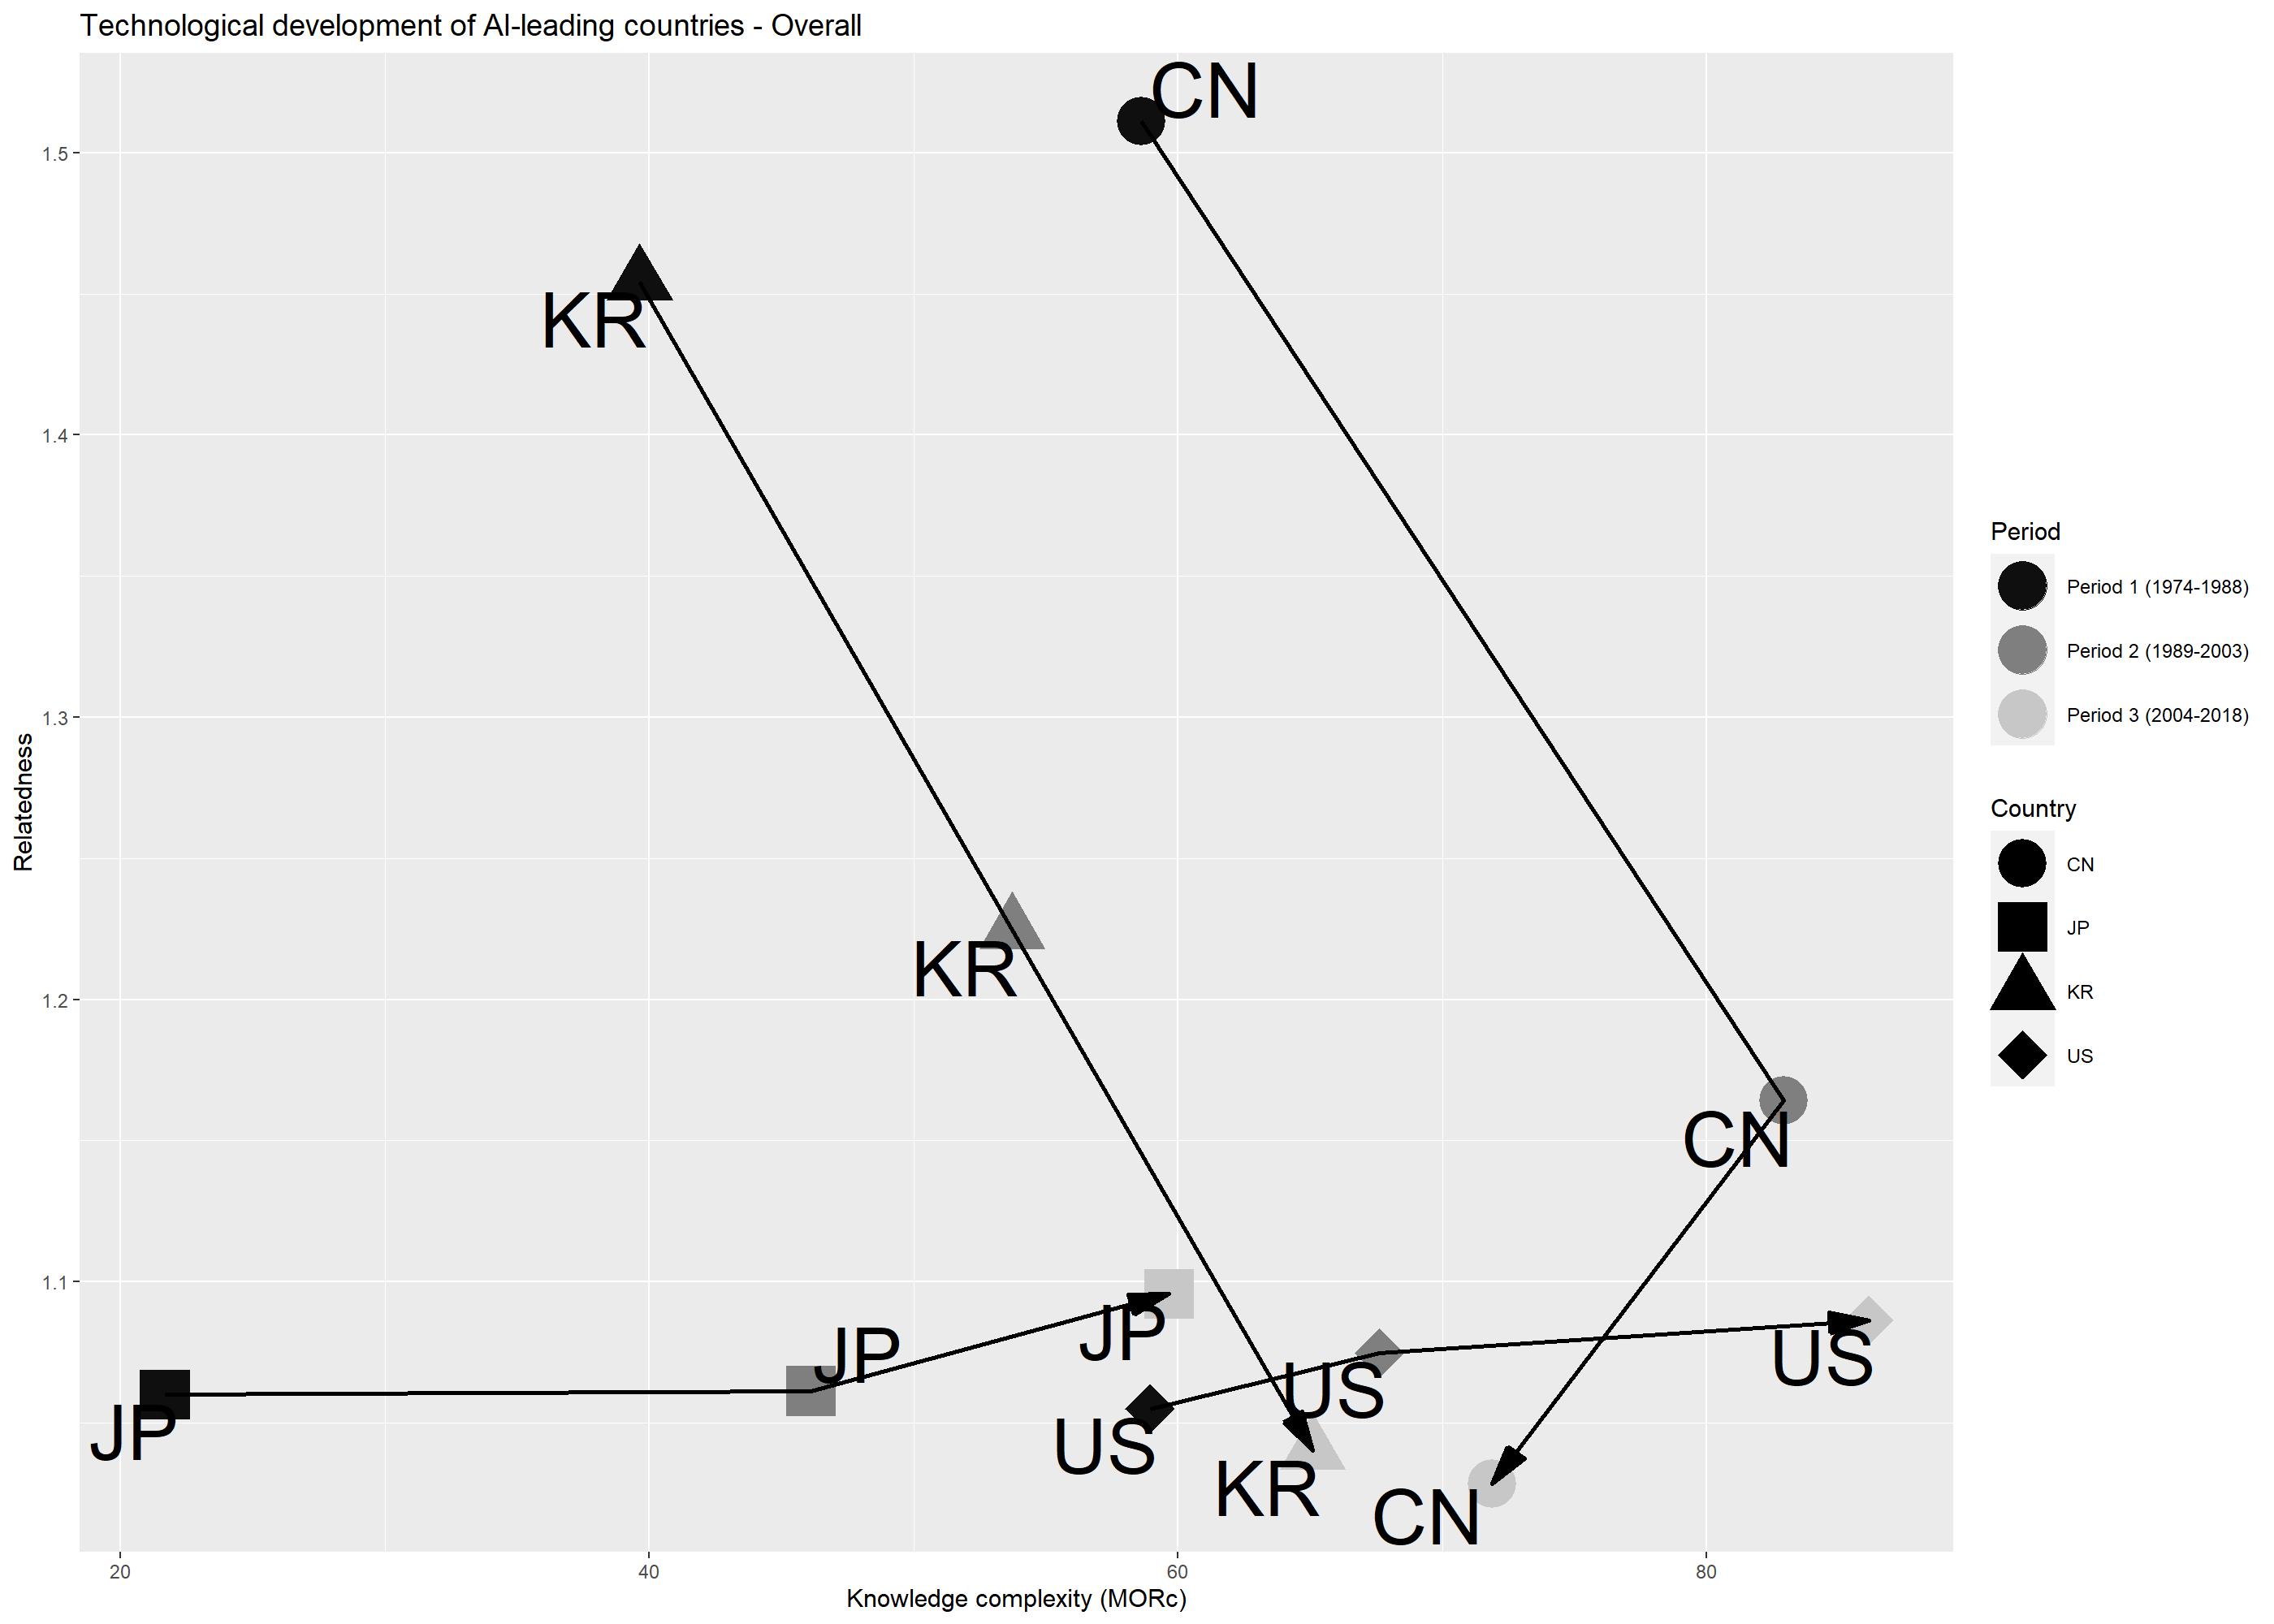 Technological development of AI-leading countries - Overall
CN
1.5
KR
1.4
1.3
Relatedness
KR
1.2
CN
1.1
JP
JP
US
US
JP
US
KR
CN
20
40
60
80
Knowledge complexity (MORc)
Period
Period 1 (1974-1988)
Period 2 (1989-2003)
Period 3 (2004-2018)
Country
CN
JP
KR
US